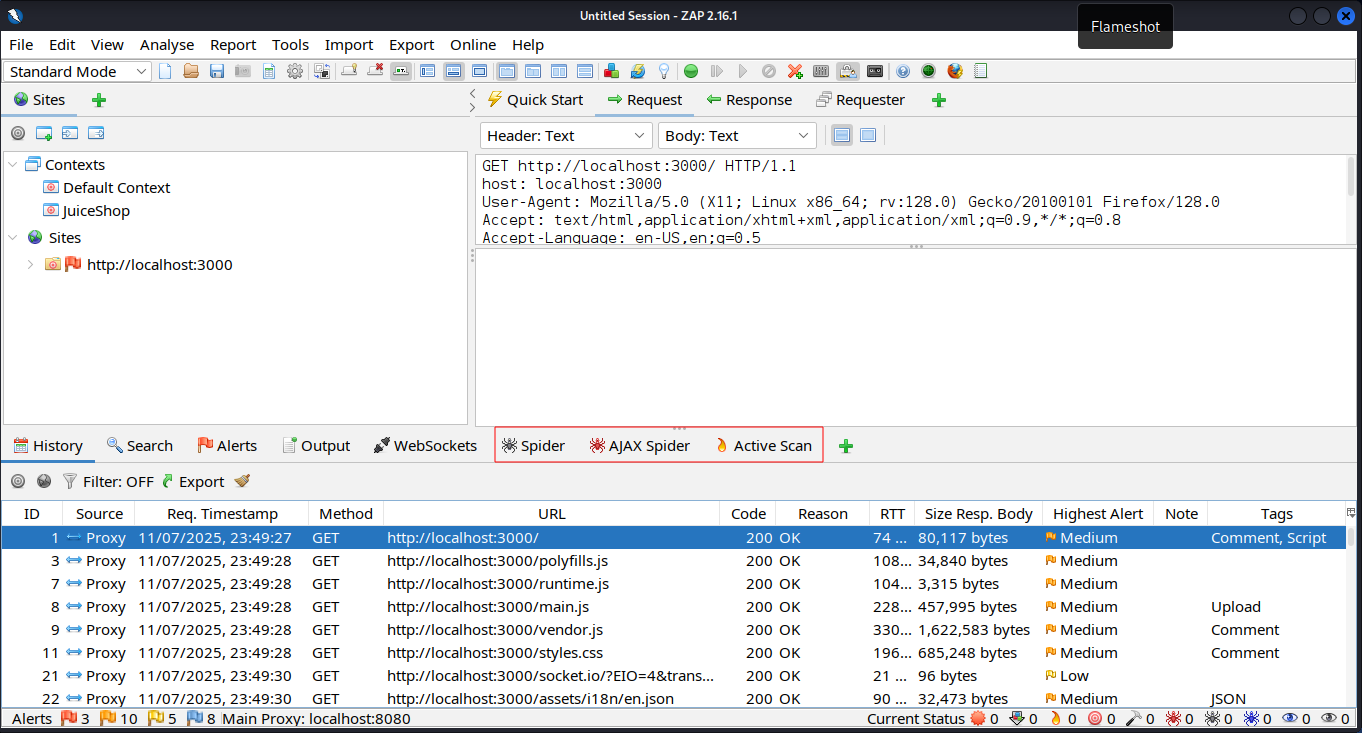 Untitled Session - ZAP 2.16.1
Flameshot
File Edit View Analyse Report Tools Import Export Online Help
Standard Mode
Sites
Quick Start Request Response Requester
Header: Text Body: Text
Contexts
Default Context
JuiceShop
Sites
http://localhost:3000
GET http://localhost:3000/ HTTP/1.1
host: localhost:3000
User-Agent: Mozilla/5.0 (X11; Linux x86_64; rv:128.0) Gecko/20100101 Firefox/128.0
Accept: text/html,application/xhtml+xml,application/xml;q=0.9,*/*;q=0.8
Accept-Language: en-US,en;q=0.5
History Search Alerts Output WebSockets Spider AJAX Spider Active Scan
Filter: OFF Export
ID Source Req. Timestamp Method URL Code Reason RTT Size Resp. Body Highest Alert Note Tags
1 Proxy 11/07/2025, 23:49:27 GET http://localhost:3000/ 200 OK 74 ... 80,117 bytes Medium Comment, Script
3 Proxy 11/07/2025, 23:49:28 GET http://localhost:3000/polyfills.js 200 OK 108... 34,840 bytes Medium
7 Proxy 11/07/2025, 23:49:28 GET http://localhost:3000/runtime.js 200 OK 104... 3,315 bytes Medium
8 Proxy 11/07/2025, 23:49:28 GET http://localhost:3000/main.js 200 OK 228... 457,995 bytes Medium Upload
9 Proxy 11/07/2025, 23:49:28 GET http://localhost:3000/vendor.js 200 OK 330... 1,622,583 bytes Medium Comment
11 Proxy 11/07/2025, 23:49:28 GET http://localhost:3000/styles.css 200 OK 196... 685,248 bytes Medium Comment
21 Proxy 11/07/2025, 23:49:30 GET http://localhost:3000/socket.io/?EIO=4&trans... 200 OK 21 ... 96 bytes Low
22 Proxy 11/07/2025, 23:49:30 GET http://localhost:3000/assets/i18n/en.json 200 OK 90 ... 32,473 bytes Medium JSON
Alerts 3 10 5 8 Main Proxy: localhost:8080 Current Status 0 0 0 0 0 0 0 0 0 0